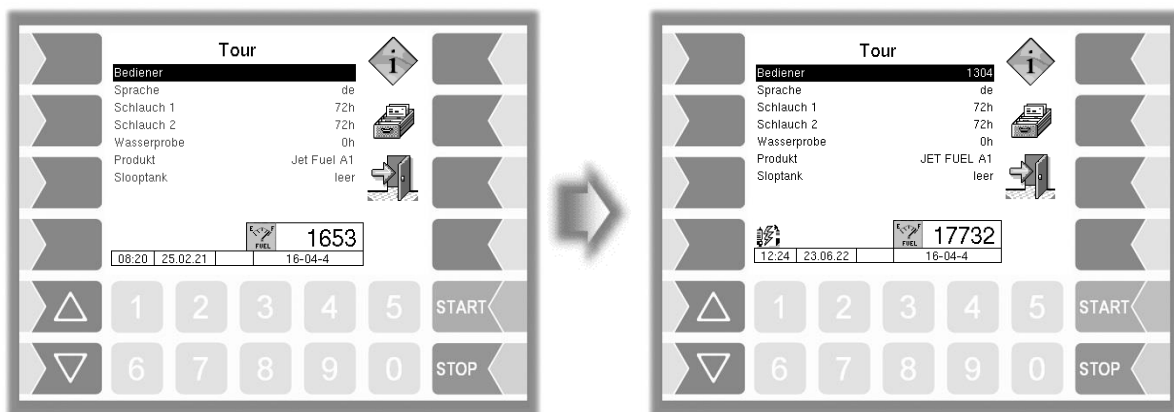 Tour
Bediener
Sprache de
Schlauch 1 72h
Schlauch 2 72h
Wasserprobe 0h
Produkt Jet Fuel A1
Slooptank leer
i
E F
FUEL 1653
08:20 25.02.21 16-04-4
1 2 3 4 5 START
6 7 8 9 0 STOP
Tour
Bediener 1304
Sprache de
Schlauch 1 72h
Schlauch 2 72h
Wasserprobe 0h
Produkt JET FUEL A1
Sloptank leer
i
E F
FUEL 17732
12:24 23.06.22 16-04-4
1 2 3 4 5 START
6 7 8 9 0 STOP